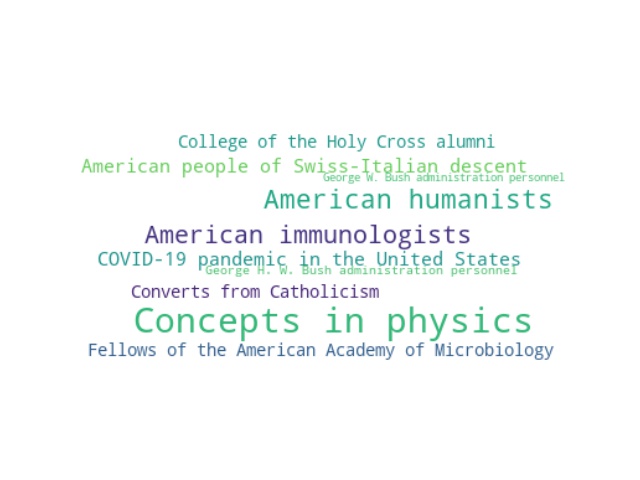 College of the Holy Cross alumni
American people of Swiss-Italian descent
George W. Bush administration personnel
American humanists
American immunologists
COVID-19 pandemic in the United States
George H. W. Bush administration personnel
Converts from Catholicism
Concepts in physics
Fellows of the American Academy of Microbiology